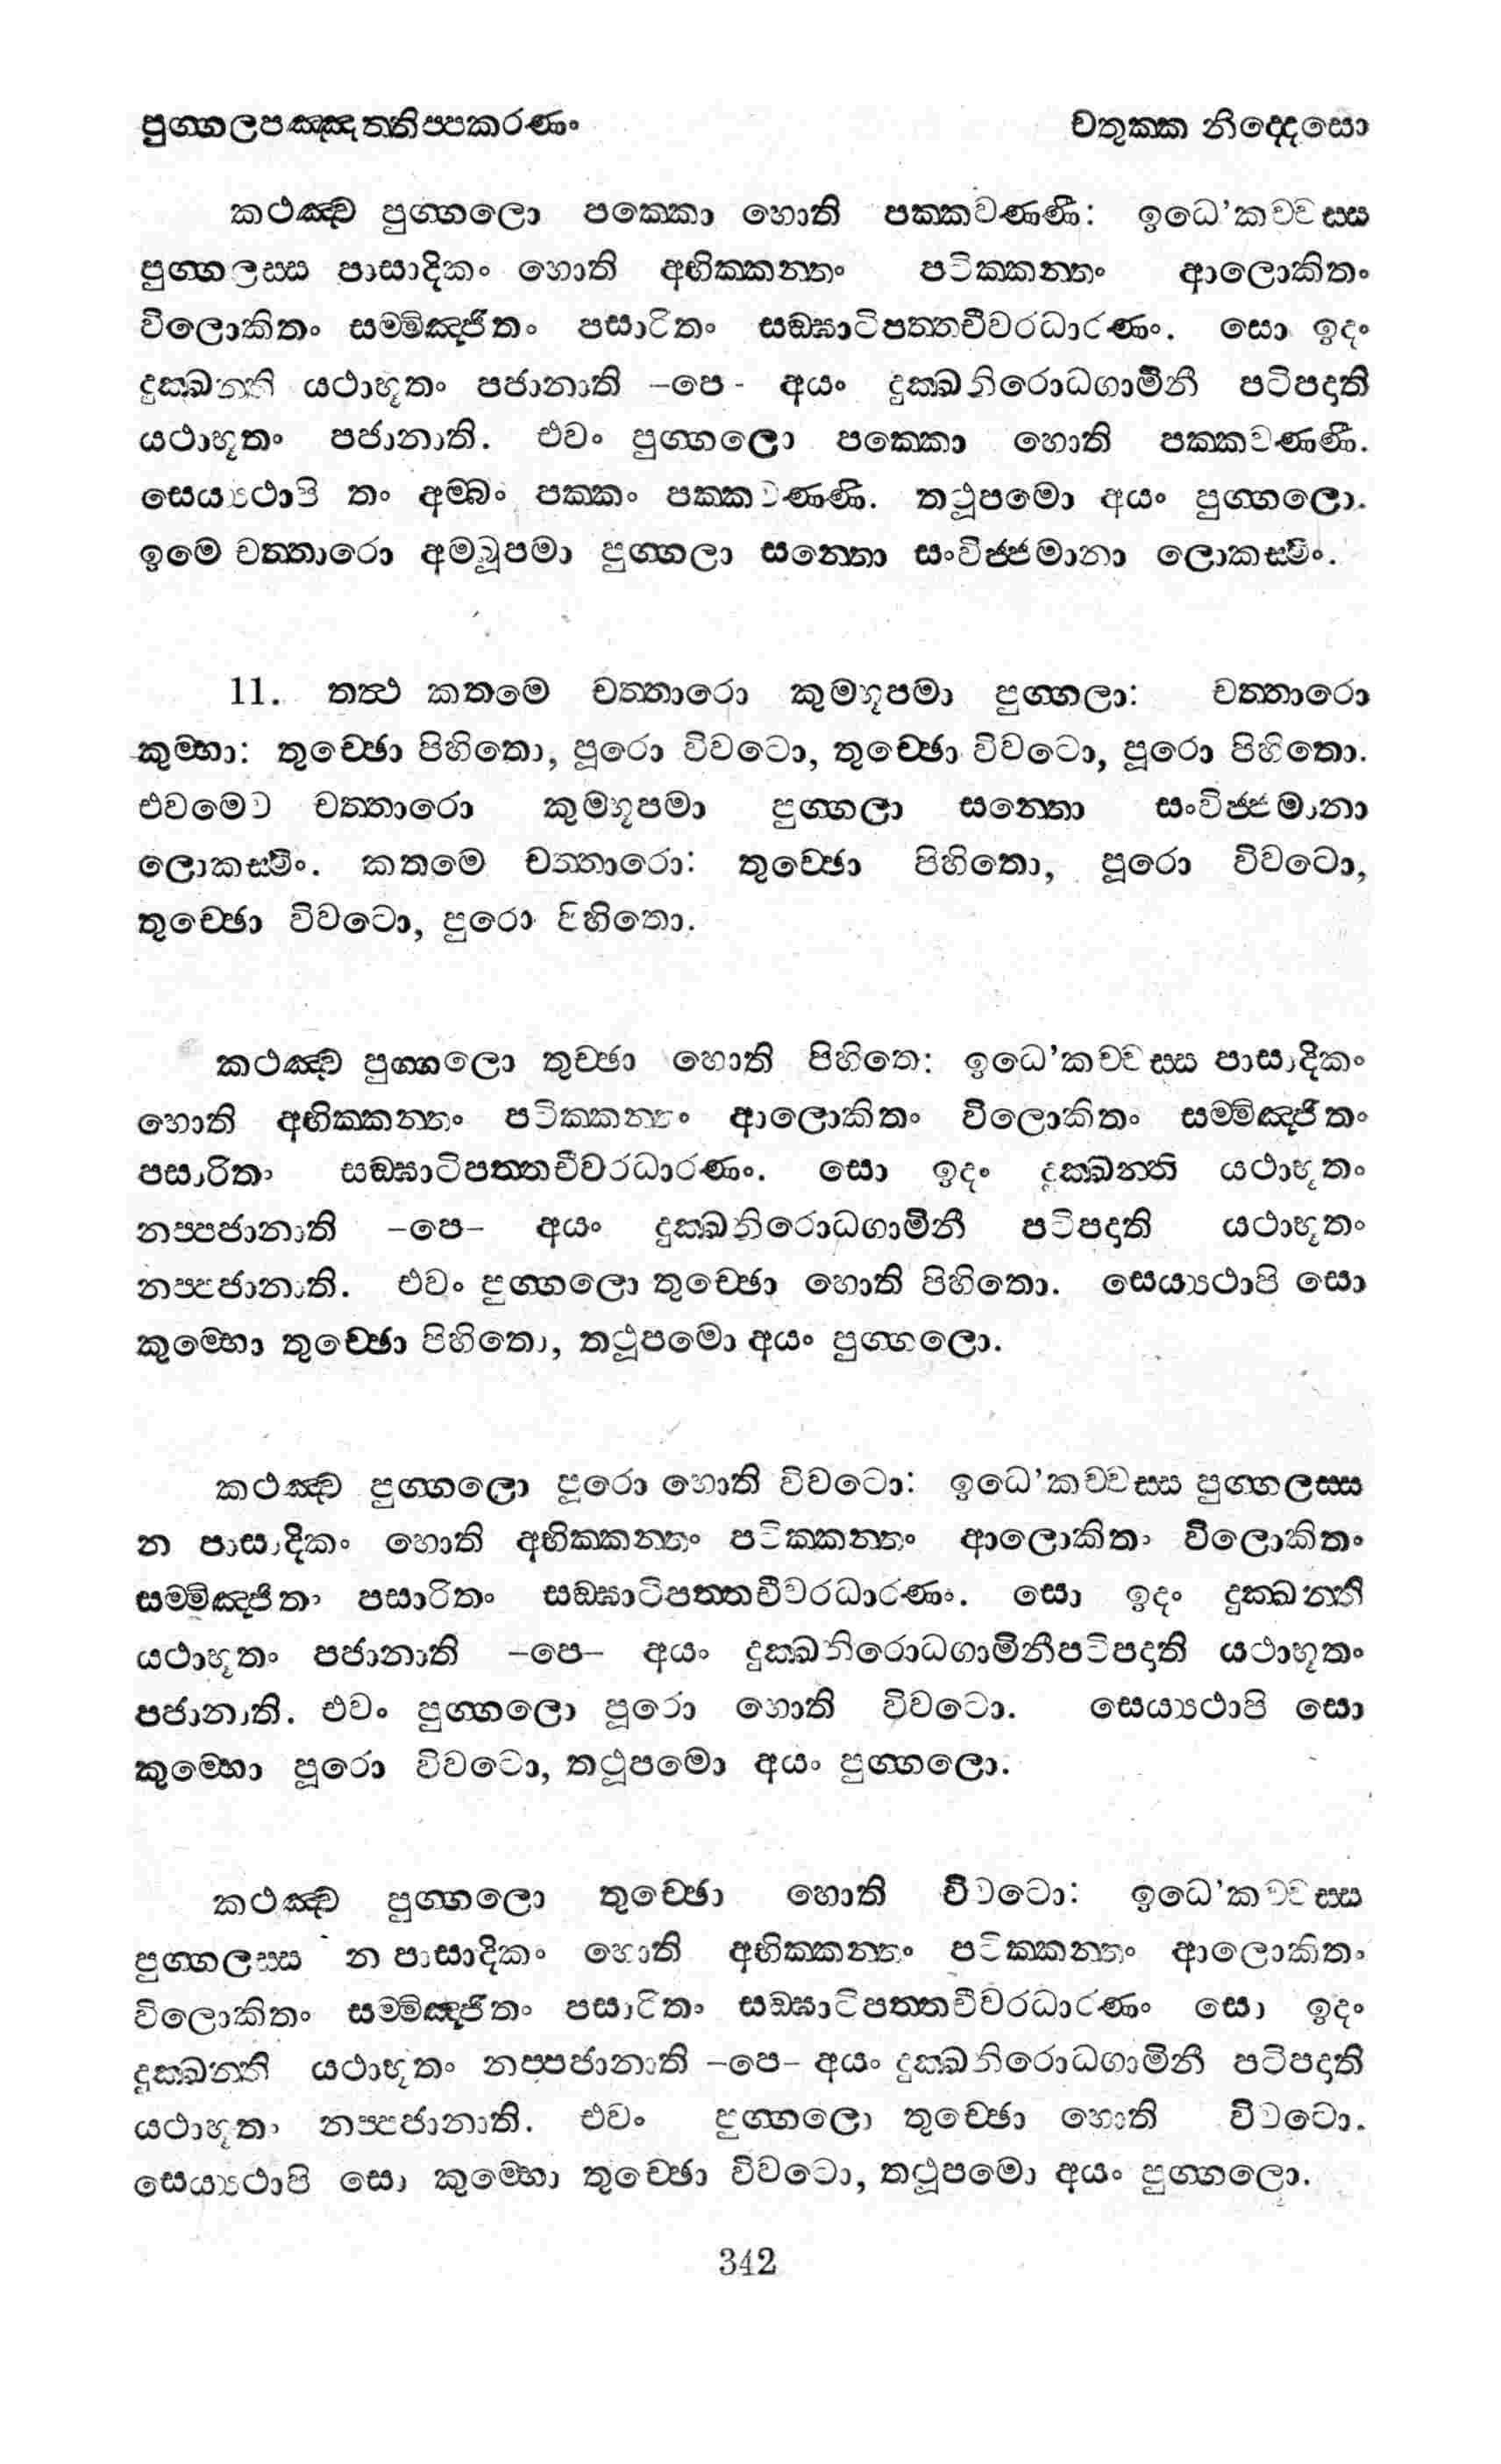 පුග්ගලපඤ්ඤත්තිප්පකරණං චතුක්ක නිද්දෙසො
කථඤ්ච පුග්ගලො පක්කො හොති පක්කවණ්ණී: ඉධෙ'කච්චස්ස
පුග්ගලස්ස පාසාදිකං හොති අභික්කන්තං පටික්කන්තං ආලොකිතං
විලොකිතං සම්මිඤ්ජිතං පසාරිතං සඞ්ඝාටිපත්තචීවරධාරණං. සො ඉදං
දුක්ඛන්ති යථාභූතං පජානාති –පෙ- අයං දුක්ඛනිරොධගාමිනී පටිපදාති
යථාභූතං පජානාති. එවං පුග්ගලො පක්කො හොති පක්කවණ්ණී.
සෙය්‍යථාපි තං අම්බං පක්කං පක්කවණ්ණි. තථූපමො අයං පුග්ගලො.
ඉමෙ චත්තාරො අම්බූපමා පුග්ගලා සන්තො සංවිජ්ජමානා ලොකස්මිං.
11. තත්ථ කතමෙ චත්තාරො කුම්භූපමා පුග්ගලා: චත්තාරො
කුම්භා: තුච්ඡො පිහිතො, පූරො විවටො, තුච්ඡො විවටො, පූරො පිහිතො.
එවමෙව චත්තාරො කුම්භූපමා පුග්ගලා සන්තො සංවිජ්ජමානා
ලොකස්මිං. කතමෙ චත්තාරො: තුච්ඡො පිහිතො, පූරො විවටො,
තුච්ඡො විවටො, පුරො පිහිතො.
කථඤ්ච පුග්ගලො තුච්ඡා හොති පිහිතෙ: ඉධෙ'කච්චස්ස පාසාදිකං
හොති අභික්කන්තං පටික්කන්තං ආලොකිතං විලොකිතං සම්මිඤ්ජිතං
පසාරිතං සඞ්ඝාටිපත්තචීවරධාරණං. සො ඉදං දුක්ඛන්ති යථාභූතං
නප්පජානාති –පෙ– අයං දුක්ඛනිරොධගාමිනී පටිපදාති යථාභූතං
නප්පජානාති. එවං පුග්ගලො තුච්ඡො හොති පිහිතො. සෙය්‍යථාපි සො
කුම්භො තුච්ඡො පිහිතො, තථූපමො අයං පුග්ගලො.
කථඤ්ච පුග්ගලො පූරො හොති විවටො: ඉධෙ'කච්චස්ස පුග්ගලස්ස
න පාසාදිකං හොති අභික්කන්තං පටික්කන්තං ආලොකිතං විලොකිතං
සම්මිඤ්ජිතං පසාරිතං සඞ්ඝාටිපත්තචීවරධාරණං. සො ඉදං දුක්ඛන්ති
යථාභූතං පජානාති –පෙ– අයං දුක්ඛනිරොධගාමිනීපටිපදාති යථාභූතං
පජානාති. එවං පුග්ගලො පූරො හොති විවටො. සෙය්‍යථාපි සො
කුම්භො පූරො විවටො, තථූපමො අයං පුග්ගලො.
කථඤ්ච පුග්ගලො තුච්ඡො හොති විවටො: ඉධෙ'කච්චස්ස
පුග්ගලස්ස න පාසාදිකං හොති අභික්කන්තං පටික්කන්තං ආලොකිතං
විලොකිතං සම්මිඤ්ජිතං පසාරිතං සඞ්ඝාටිපත්තචීවරධාරණං සො ඉදං
දුක්ඛන්ති යථාභූතං නප්පජානාති –පෙ– අයං දුක්ඛනිරොධගාමිනී පටිපදාති
යථාභූතං නප්පජානාති. එවං පුග්ගලො තුච්ඡො හොති විවටො.
සෙය්‍යථාපි සො කුම්භො තුච්ඡො විවටො, තථූපමො අයං පුග්ගලො.
342